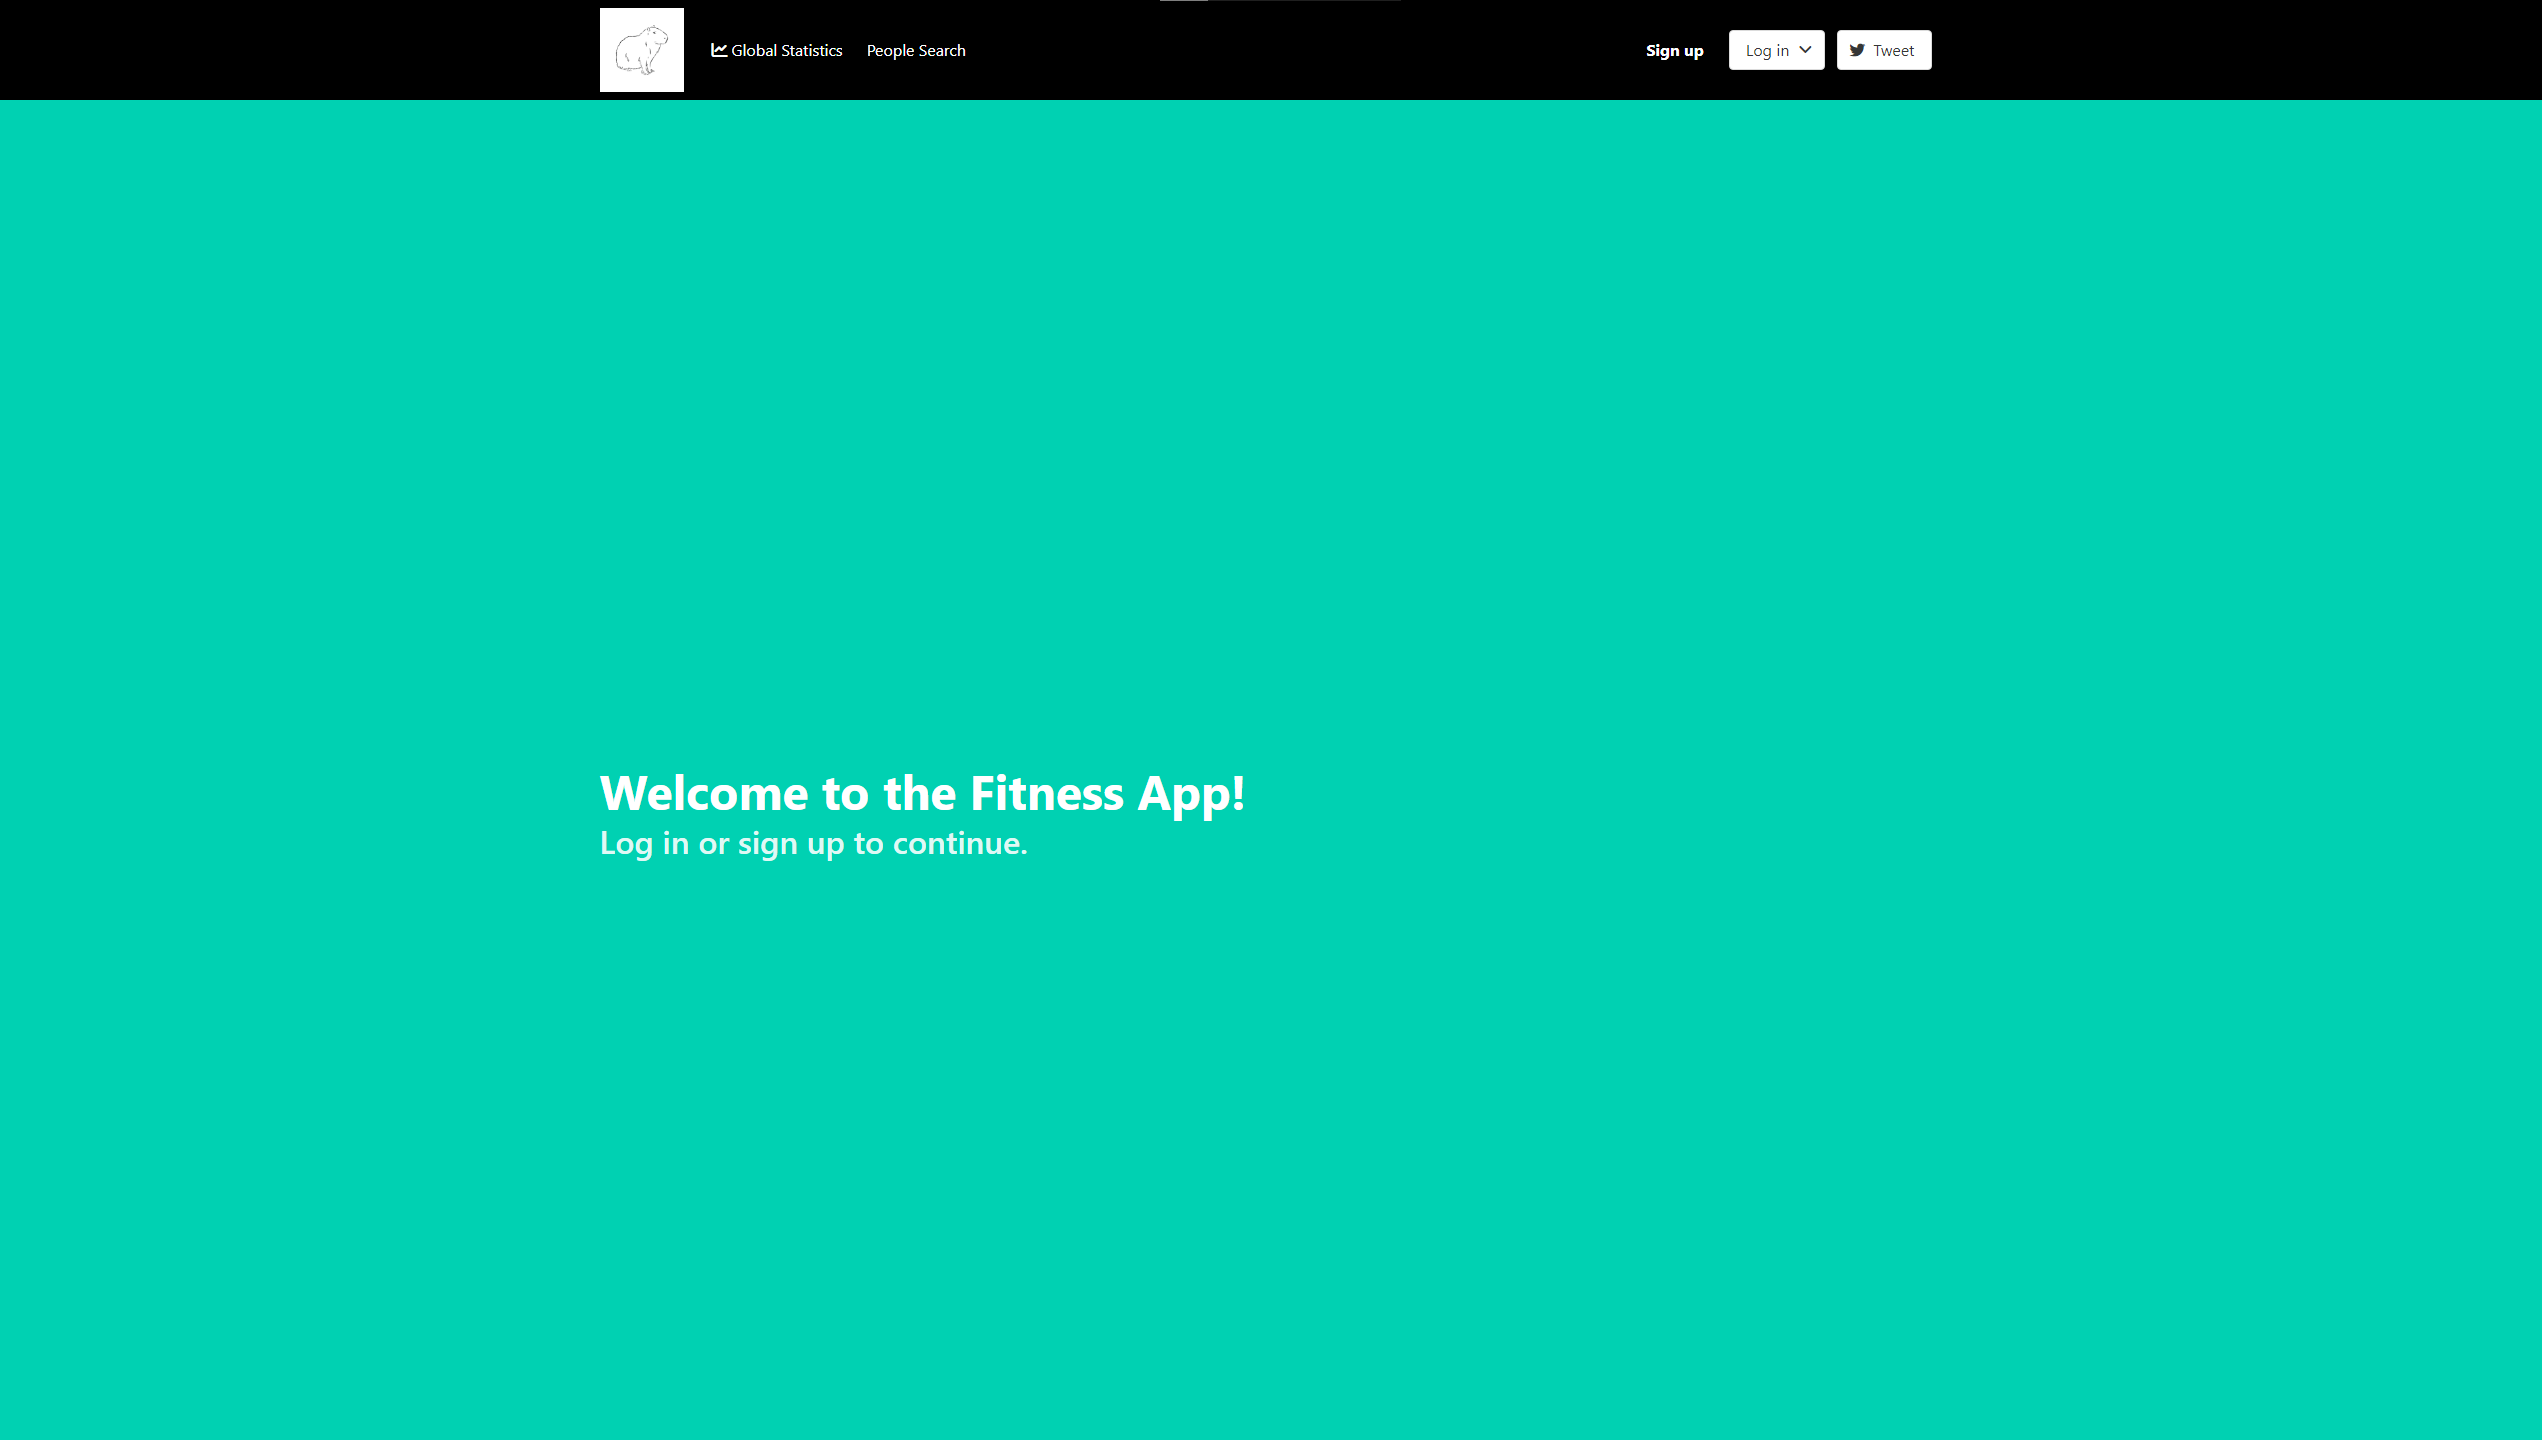 Global Statistics People Search Sign up Log in Tweet
Welcome to the Fitness App!
Log in or sign up to continue.